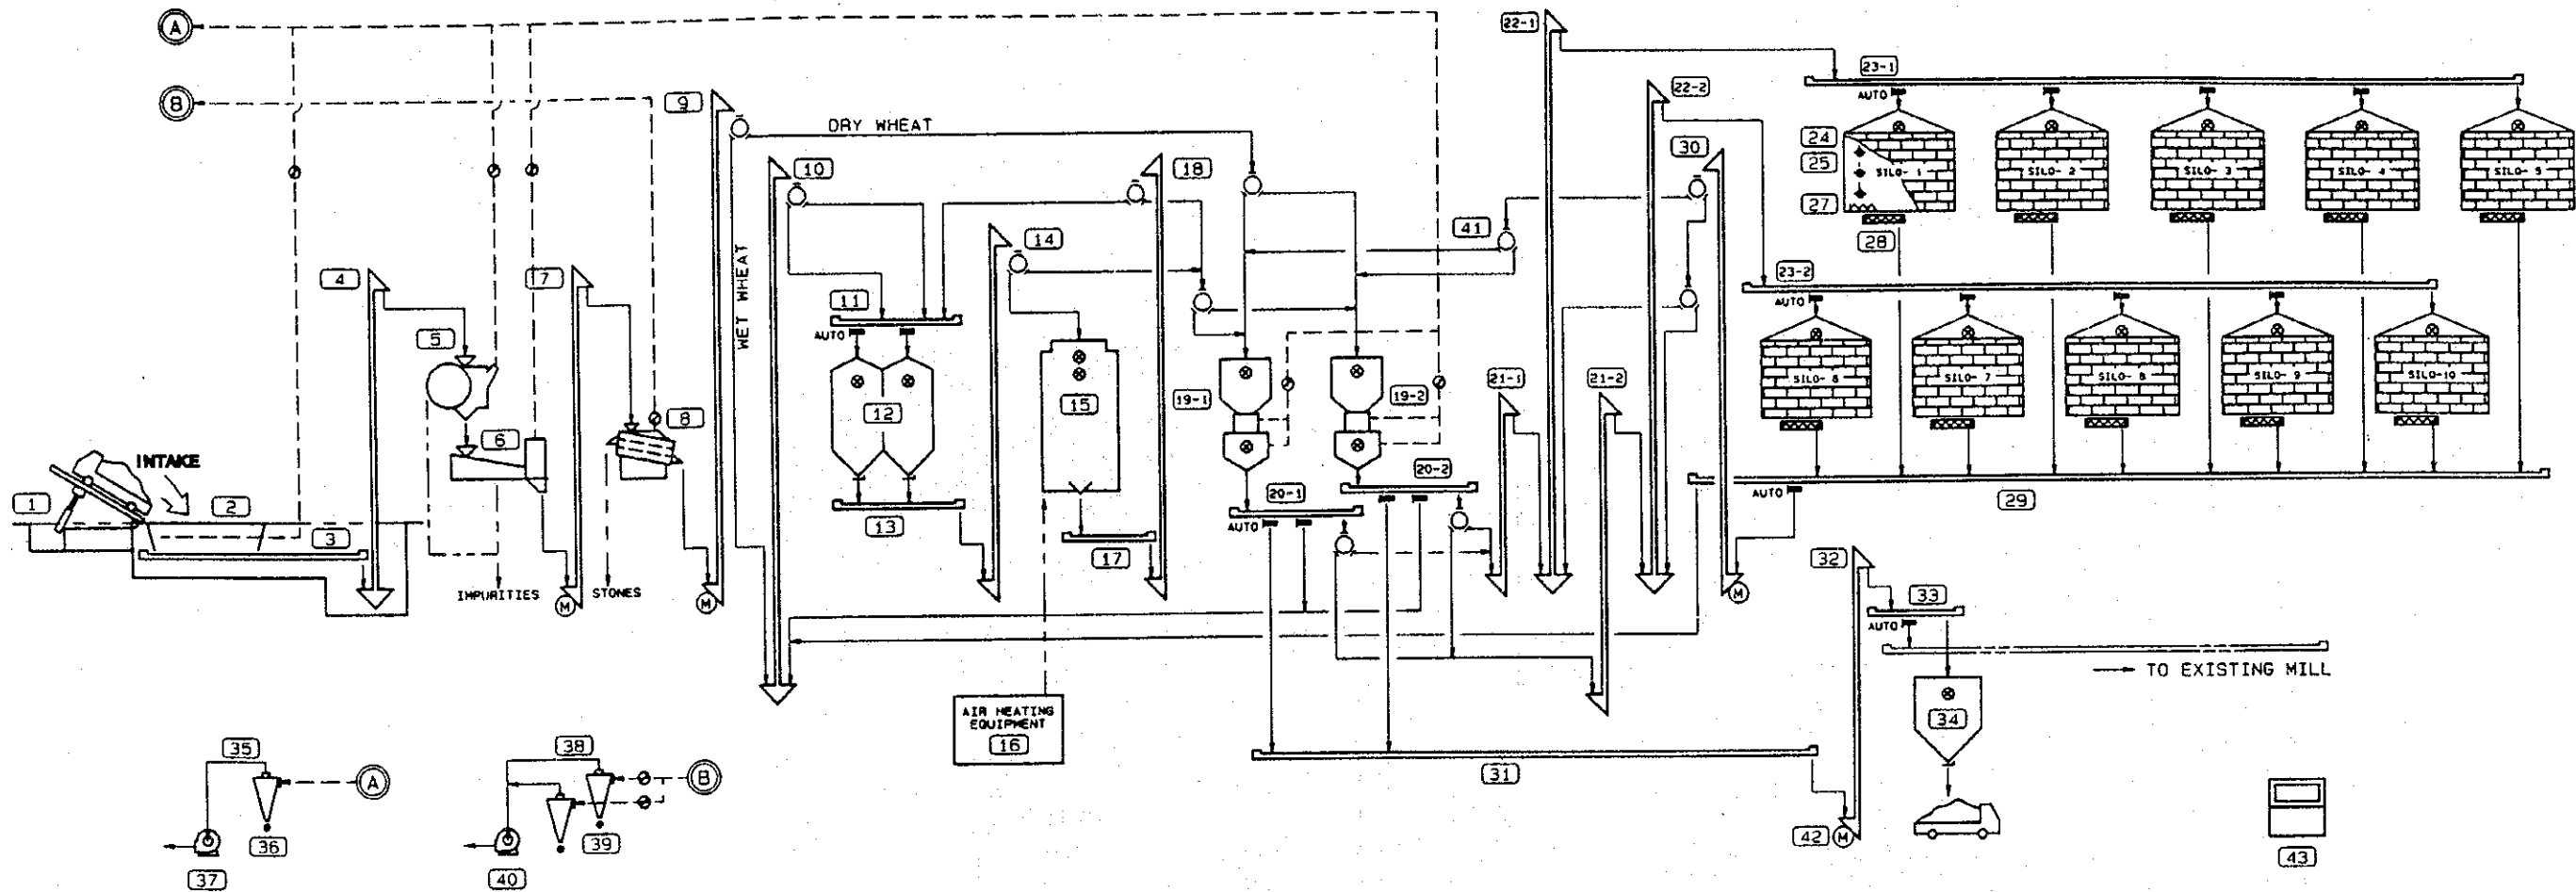 A
B
INTAKE
1
2
3
4
5
6
IMPURITIES
7
M
STONES
8
M
9
DRY WHEAT
WET WHEAT
10
11
AUTO
12
13
14
15
AIR HEATING
EQUIPMENT
16
17
18
19-1
19-2
20-1
AUTO
20-2
21-1
21-2
22-1
22-2
23-1
AUTO
24
25
27
28
SILO- 1
SILO- 2
SILO- 3
SILO- 4
SILO- 5
23-2
AUTO
SILO- 6
SILO- 7
SILO- 8
SILO- 9
SILO-10
29
AUTO
30
M
41
31
32
33
AUTO
TO EXISTING MILL
34
42
M
35
A
36
37
38
B
39
40
43